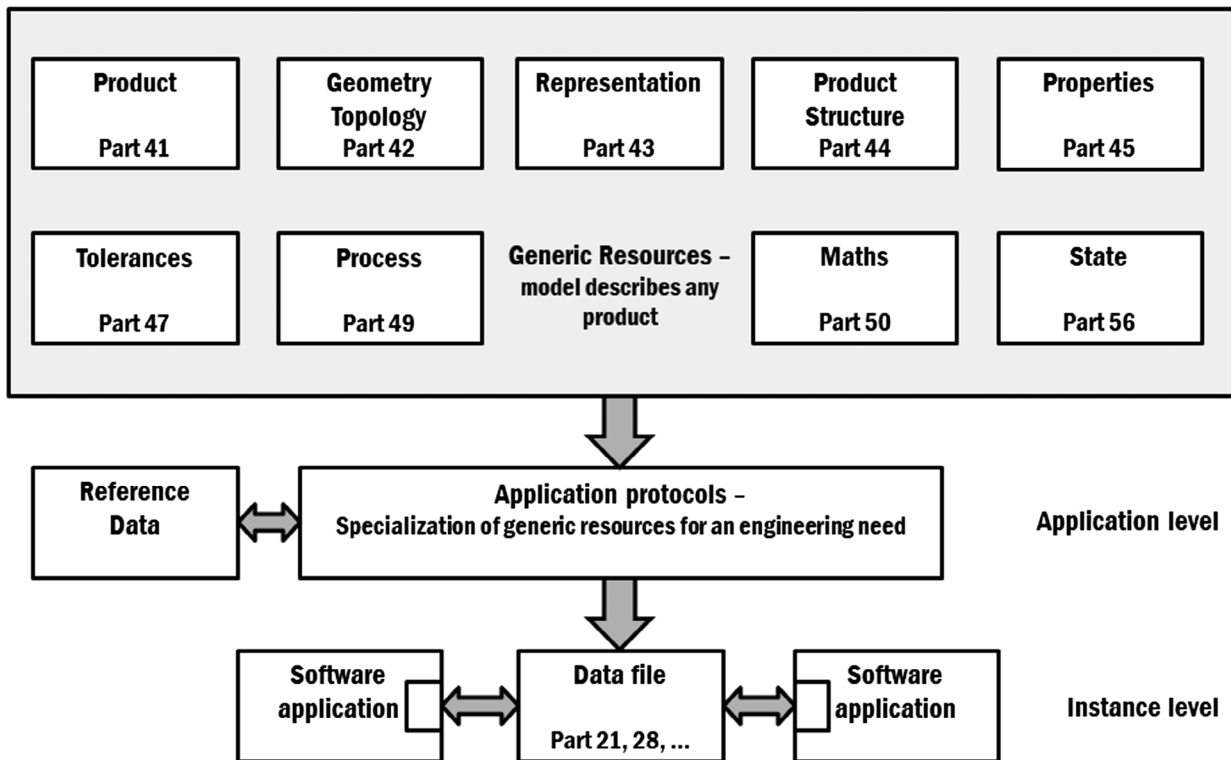 Product
Part 41
Geometry
Topology
Part 42
Representation
Part 43
Product
Structure
Part 44
Properties
Part 45
Tolerances
Part 47
Process
Part 49
Generic Resources –
model describes any
product
Maths
Part 50
State
Part 56
Reference
Data
Application protocols –
Specialization of generic resources for an engineering need
Application level
Software
application
Data file
Part 21, 28, ...
Software
application
Instance level